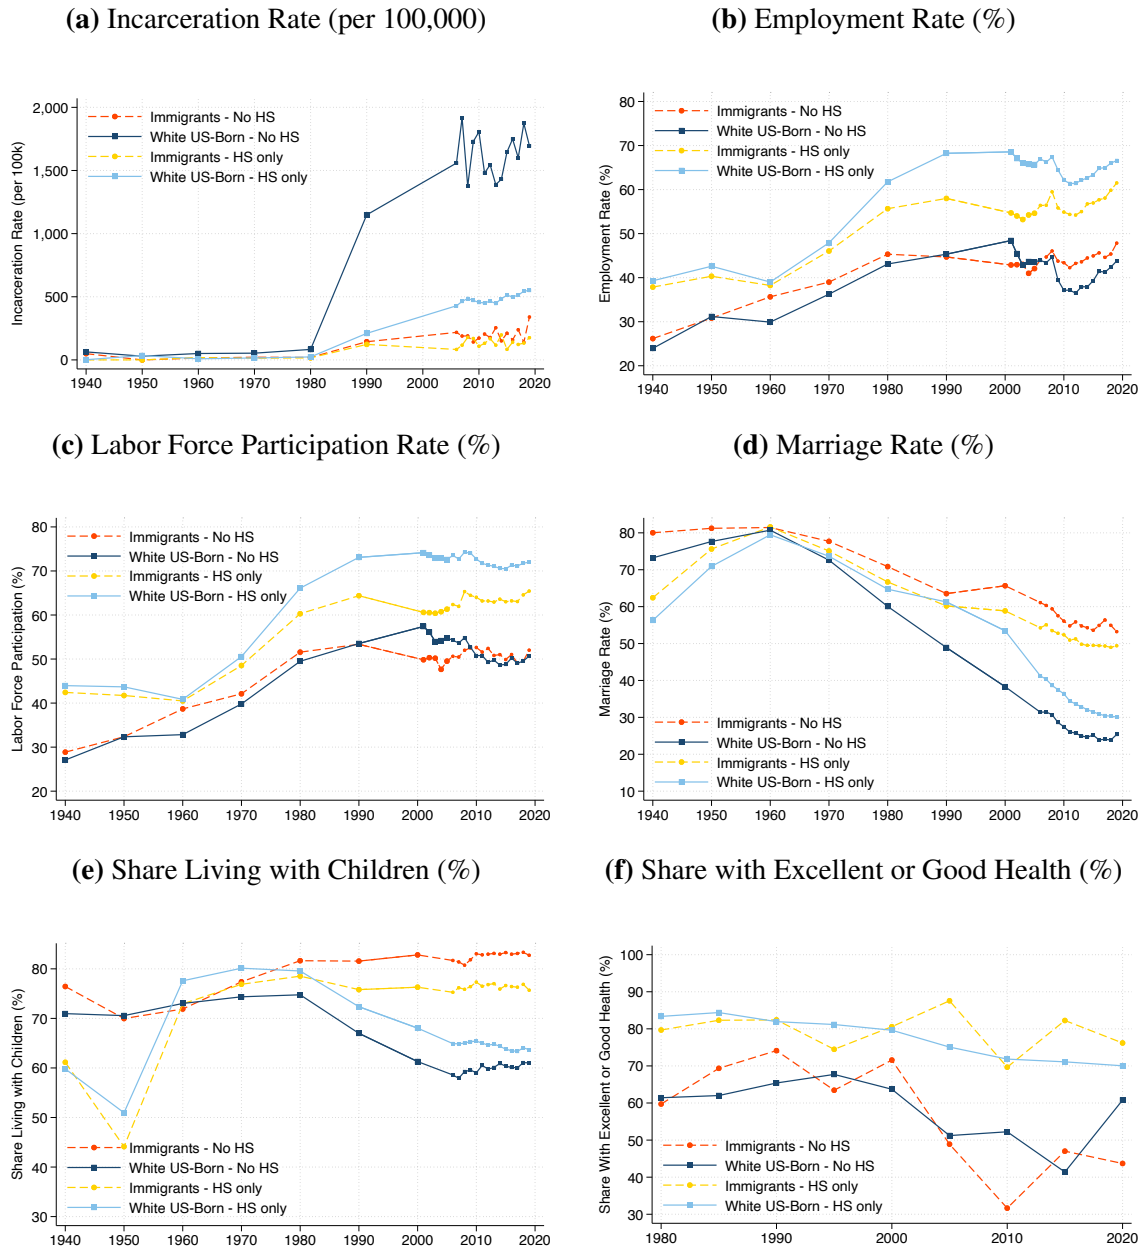 (a) Incarceration Rate (per 100,000)
Incarceration Rate (per 100k)
2,000
1,500
1,000
500
0
Immigrants - No HS
White US-Born - No HS
Immigrants - HS only
White US-Born - HS only
1940 1950 1960 1970 1980 1990 2000 2010 2020
(b) Employment Rate (%)
Employment Rate (%)
80
70
60
50
40
30
20
Immigrants - No HS
White US-Born - No HS
Immigrants - HS only
White US-Born - HS only
1940 1950 1960 1970 1980 1990 2000 2010 2020
(c) Labor Force Participation Rate (%)
Labor Force Participation (%)
80
70
60
50
40
30
20
Immigrants - No HS
White US-Born - No HS
Immigrants - HS only
White US-Born - HS only
1940 1950 1960 1970 1980 1990 2000 2010 2020
(d) Marriage Rate (%)
Marriage Rate (%)
80
70
60
50
40
30
20
10
Immigrants - No HS
White US-Born - No HS
Immigrants - HS only
White US-Born - HS only
1940 1950 1960 1970 1980 1990 2000 2010 2020
(e) Share Living with Children (%)
Share Living with Children (%)
80
70
60
50
40
30
Immigrants - No HS
White US-Born - No HS
Immigrants - HS only
White US-Born - HS only
1940 1950 1960 1970 1980 1990 2000 2010 2020
(f) Share with Excellent or Good Health (%)
Share With Excellent or Good Health (%)
100
90
80
70
60
50
40
30
Immigrants - No HS
White US-Born - No HS
Immigrants - HS only
White US-Born - HS only
1980 1990 2000 2010 2020